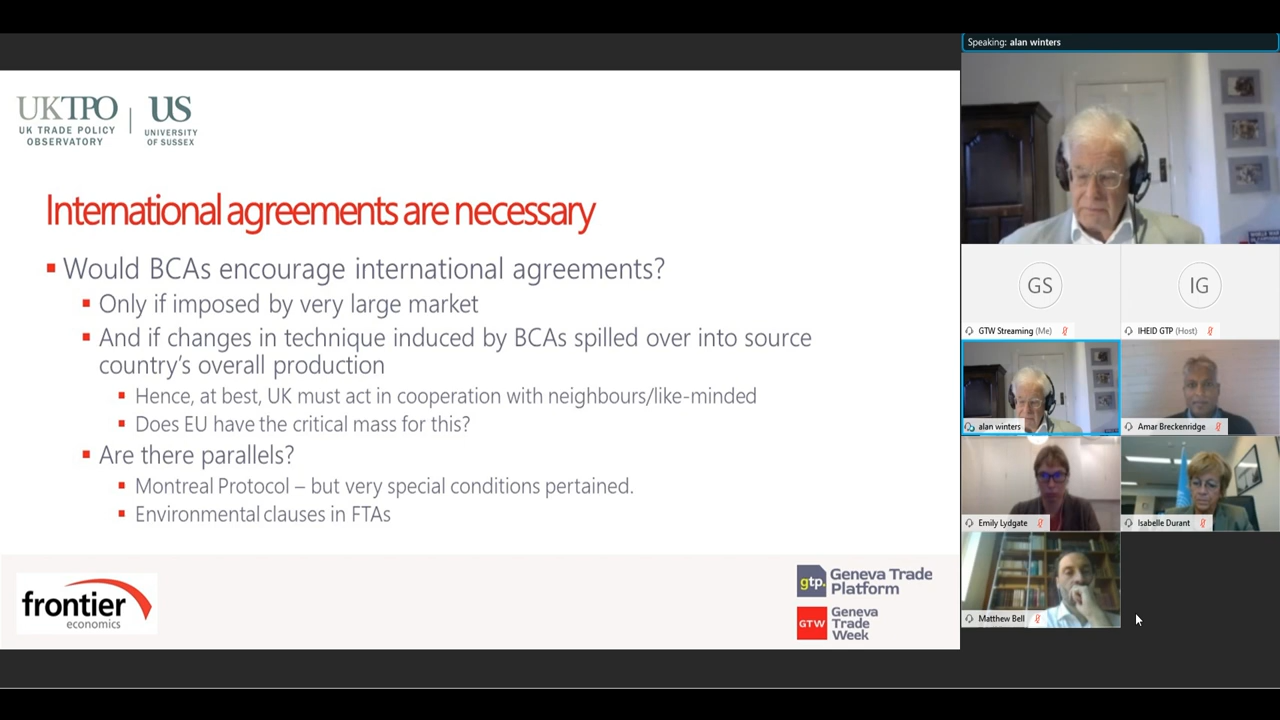 Speaking: alan winters
UKTPO
UK TRADE POLICY
OBSERVATORY
US
UNIVERSITY
OF SUSSEX
International agreements are necessary
Would BCAs encourage international agreements?
Only if imposed by very large market
And if changes in technique induced by BCAs spilled over into source
country's overall production
Hence, at best, UK must act in cooperation with neighbours/like-minded
Does EU have the critical mass for this?
Are there parallels?
Montreal Protocol – but very special conditions pertained.
Environmental clauses in FTAs
frontier
economics
gtp.
Geneva Trade
Platform
GTW
Geneva
Trade
Week
GS
IG
GTW Streaming (Me)
IHEID GTP (Host)
alan winters
Amar Breckenridge
Emily Lydgate
Isabelle Durant
Matthew Bell